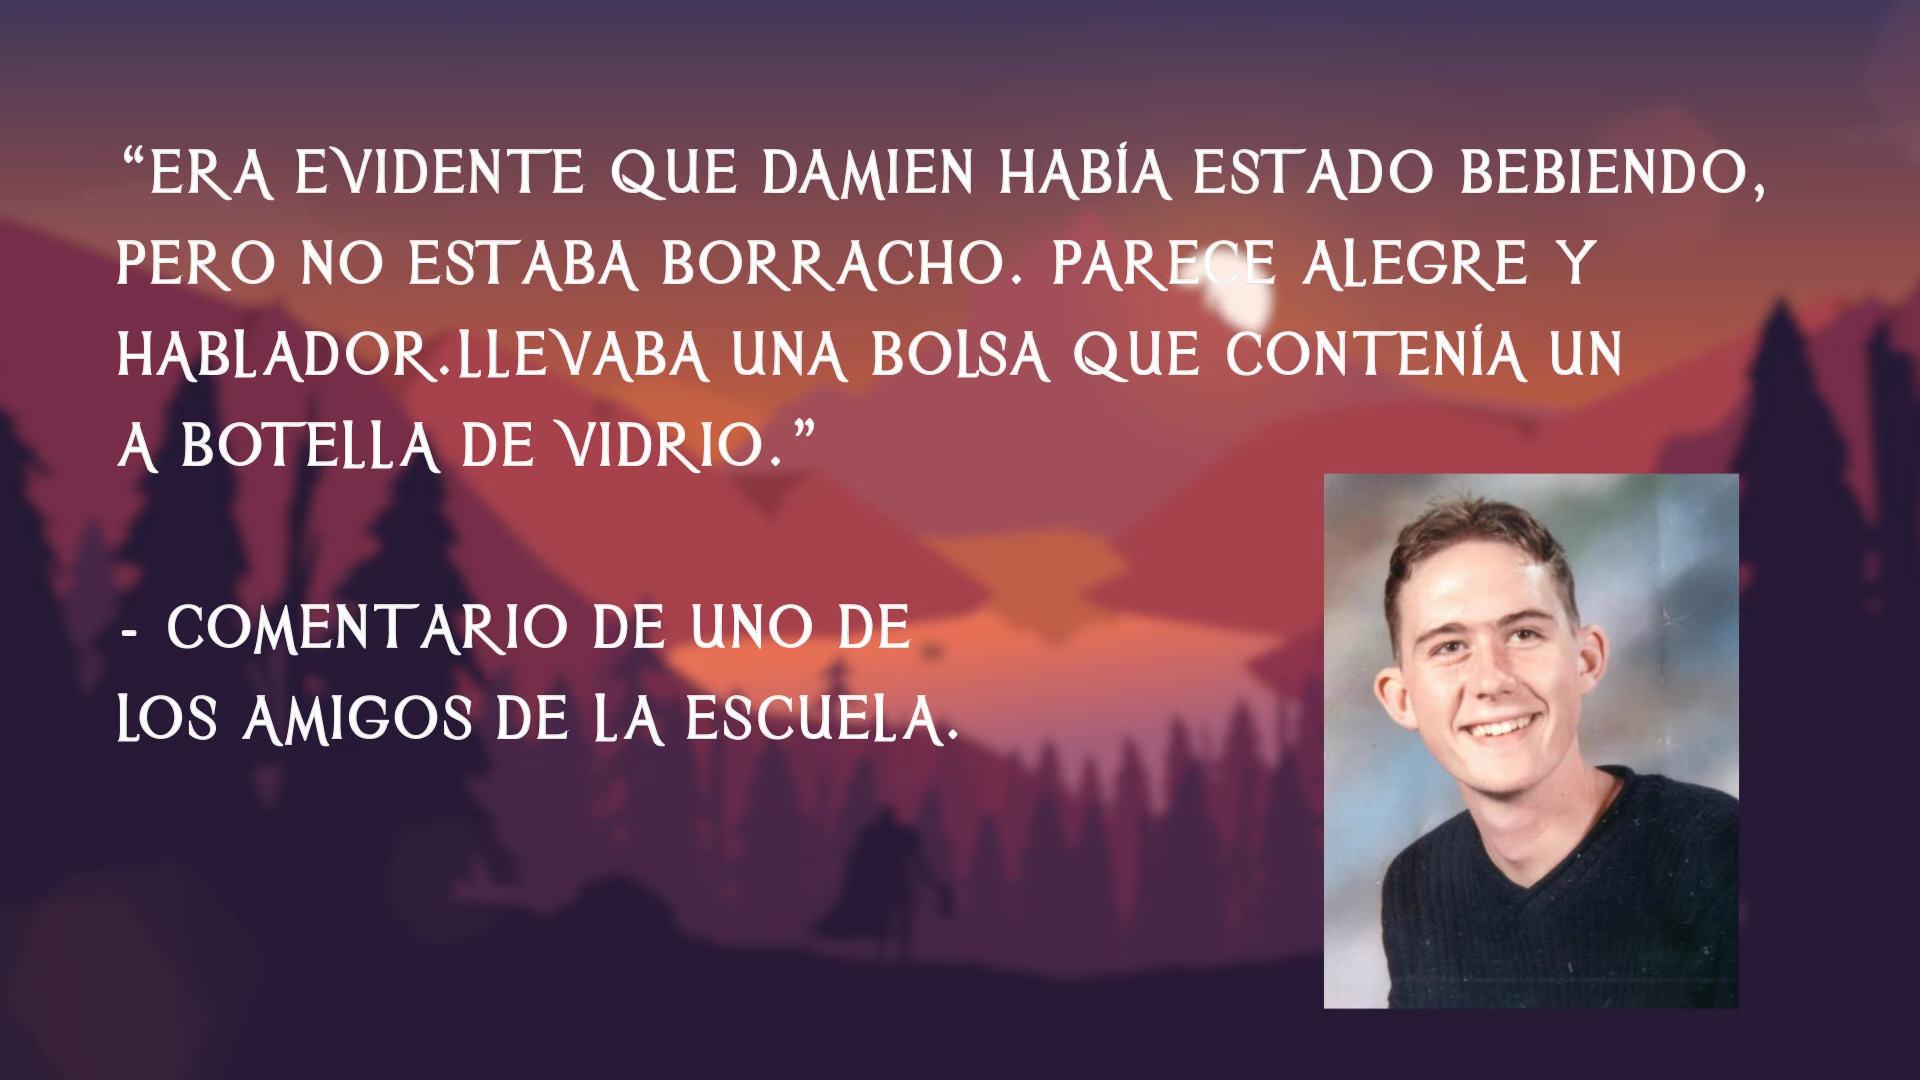 “ERA EVIDENTE QUE DAMIEN HABÍA ESTADO BEBIENDO,
PERO NO ESTABA BORRACHO. PARECE ALEGRE Y
HABLADOR.LLEVABA UNA BOLSA QUE CONTENÍA UN
A BOTELLA DE VIDRIO.”
- COMENTARIO DE UNO DE
LOS AMIGOS DE LA ESCUELA.